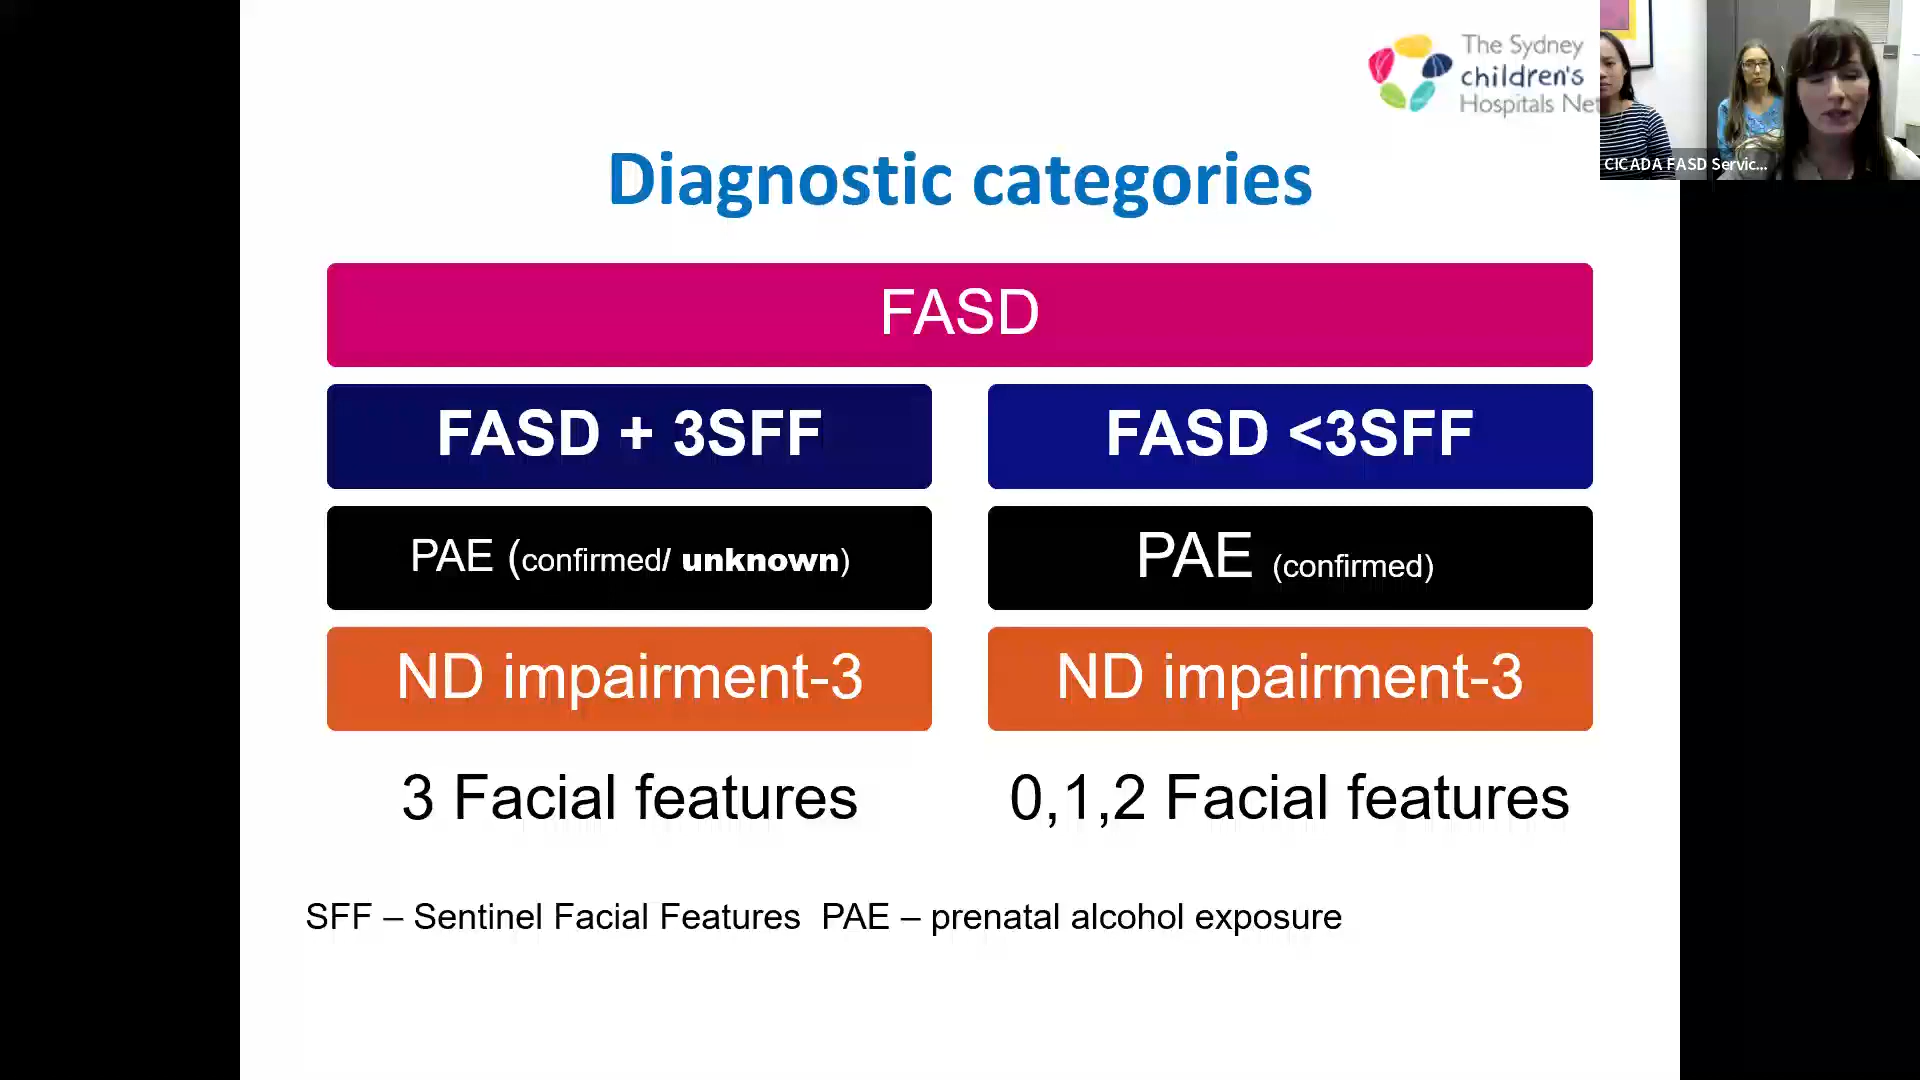 The Sydney
children's
Hospitals Net
CICADA FASD Servic...
Diagnostic categories
FASD
FASD + 3SFF
FASD <3SFF
PAE (confirmed/ unknown)
PAE (confirmed)
ND impairment-3
ND impairment-3
3 Facial features
0,1,2 Facial features
SFF – Sentinel Facial Features PAE – prenatal alcohol exposure